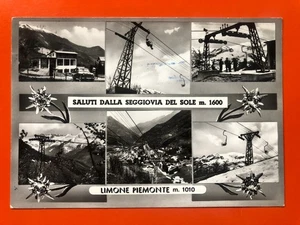 SALUTI DALLA SEGGIOVIA DEL SOLE m. 1600
LIMONE PIEMONTE m. 1010